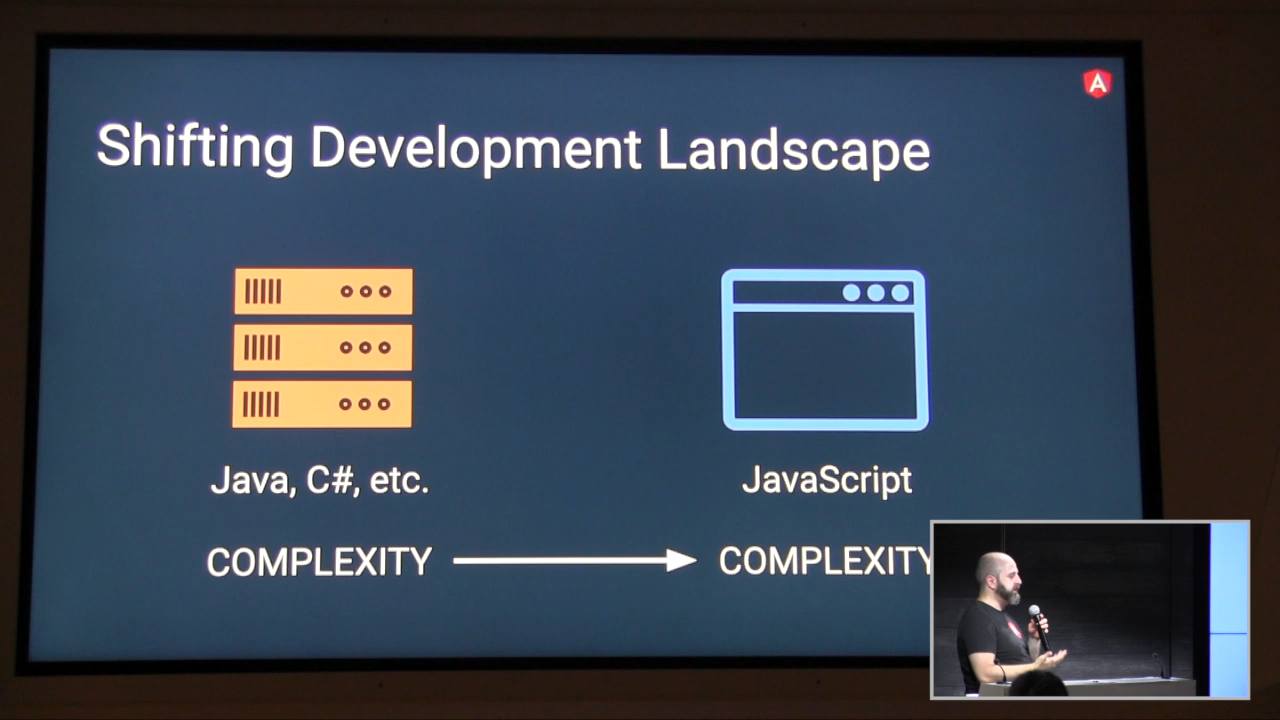 A
Shifting Development Landscape
Java, C#, etc.
JavaScript
COMPLEXITY
COMPLEXITY